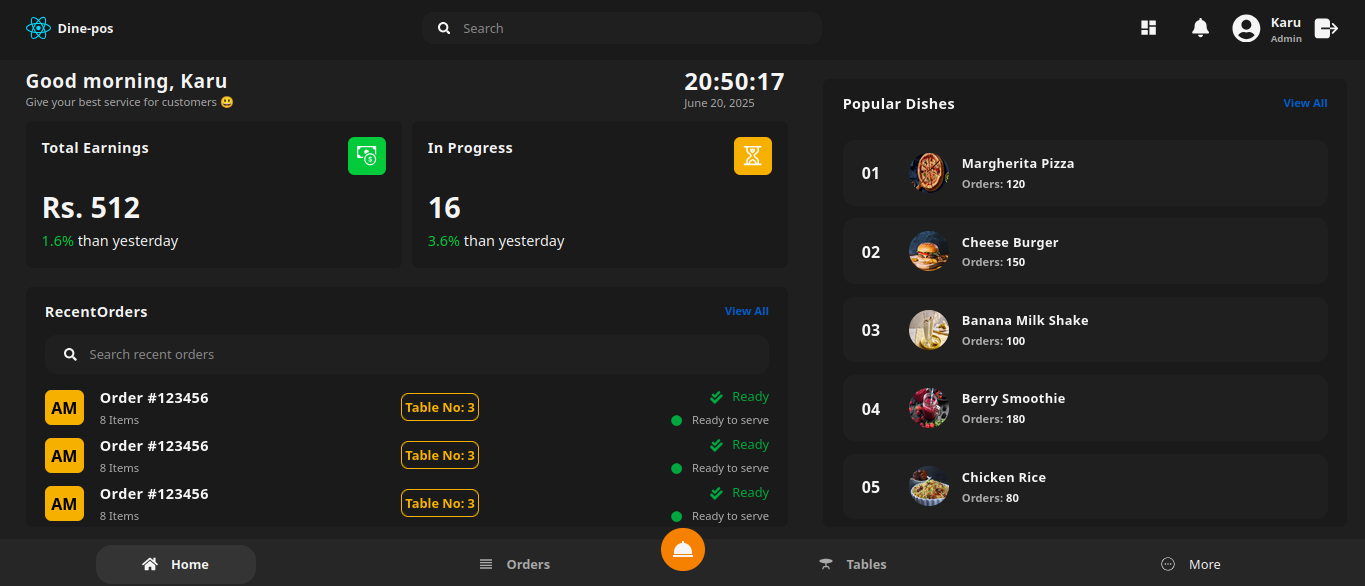 Dine-pos
Search
Karu
Admin
Good morning, Karu
Give your best service for customers 😃
20:50:17
June 20, 2025
Total Earnings
Rs. 512
1.6% than yesterday
In Progress
16
3.6% than yesterday
RecentOrders
View All
Search recent orders
AM
Order #123456
8 Items
Table No: 3
Ready
Ready to serve
AM
Order #123456
8 Items
Table No: 3
Ready
Ready to serve
AM
Order #123456
8 Items
Table No: 3
Ready
Ready to serve
Popular Dishes
View All
01
Margherita Pizza
Orders: 120
02
Cheese Burger
Orders: 150
03
Banana Milk Shake
Orders: 100
04
Berry Smoothie
Orders: 180
05
Chicken Rice
Orders: 80
Home
Orders
Tables
More